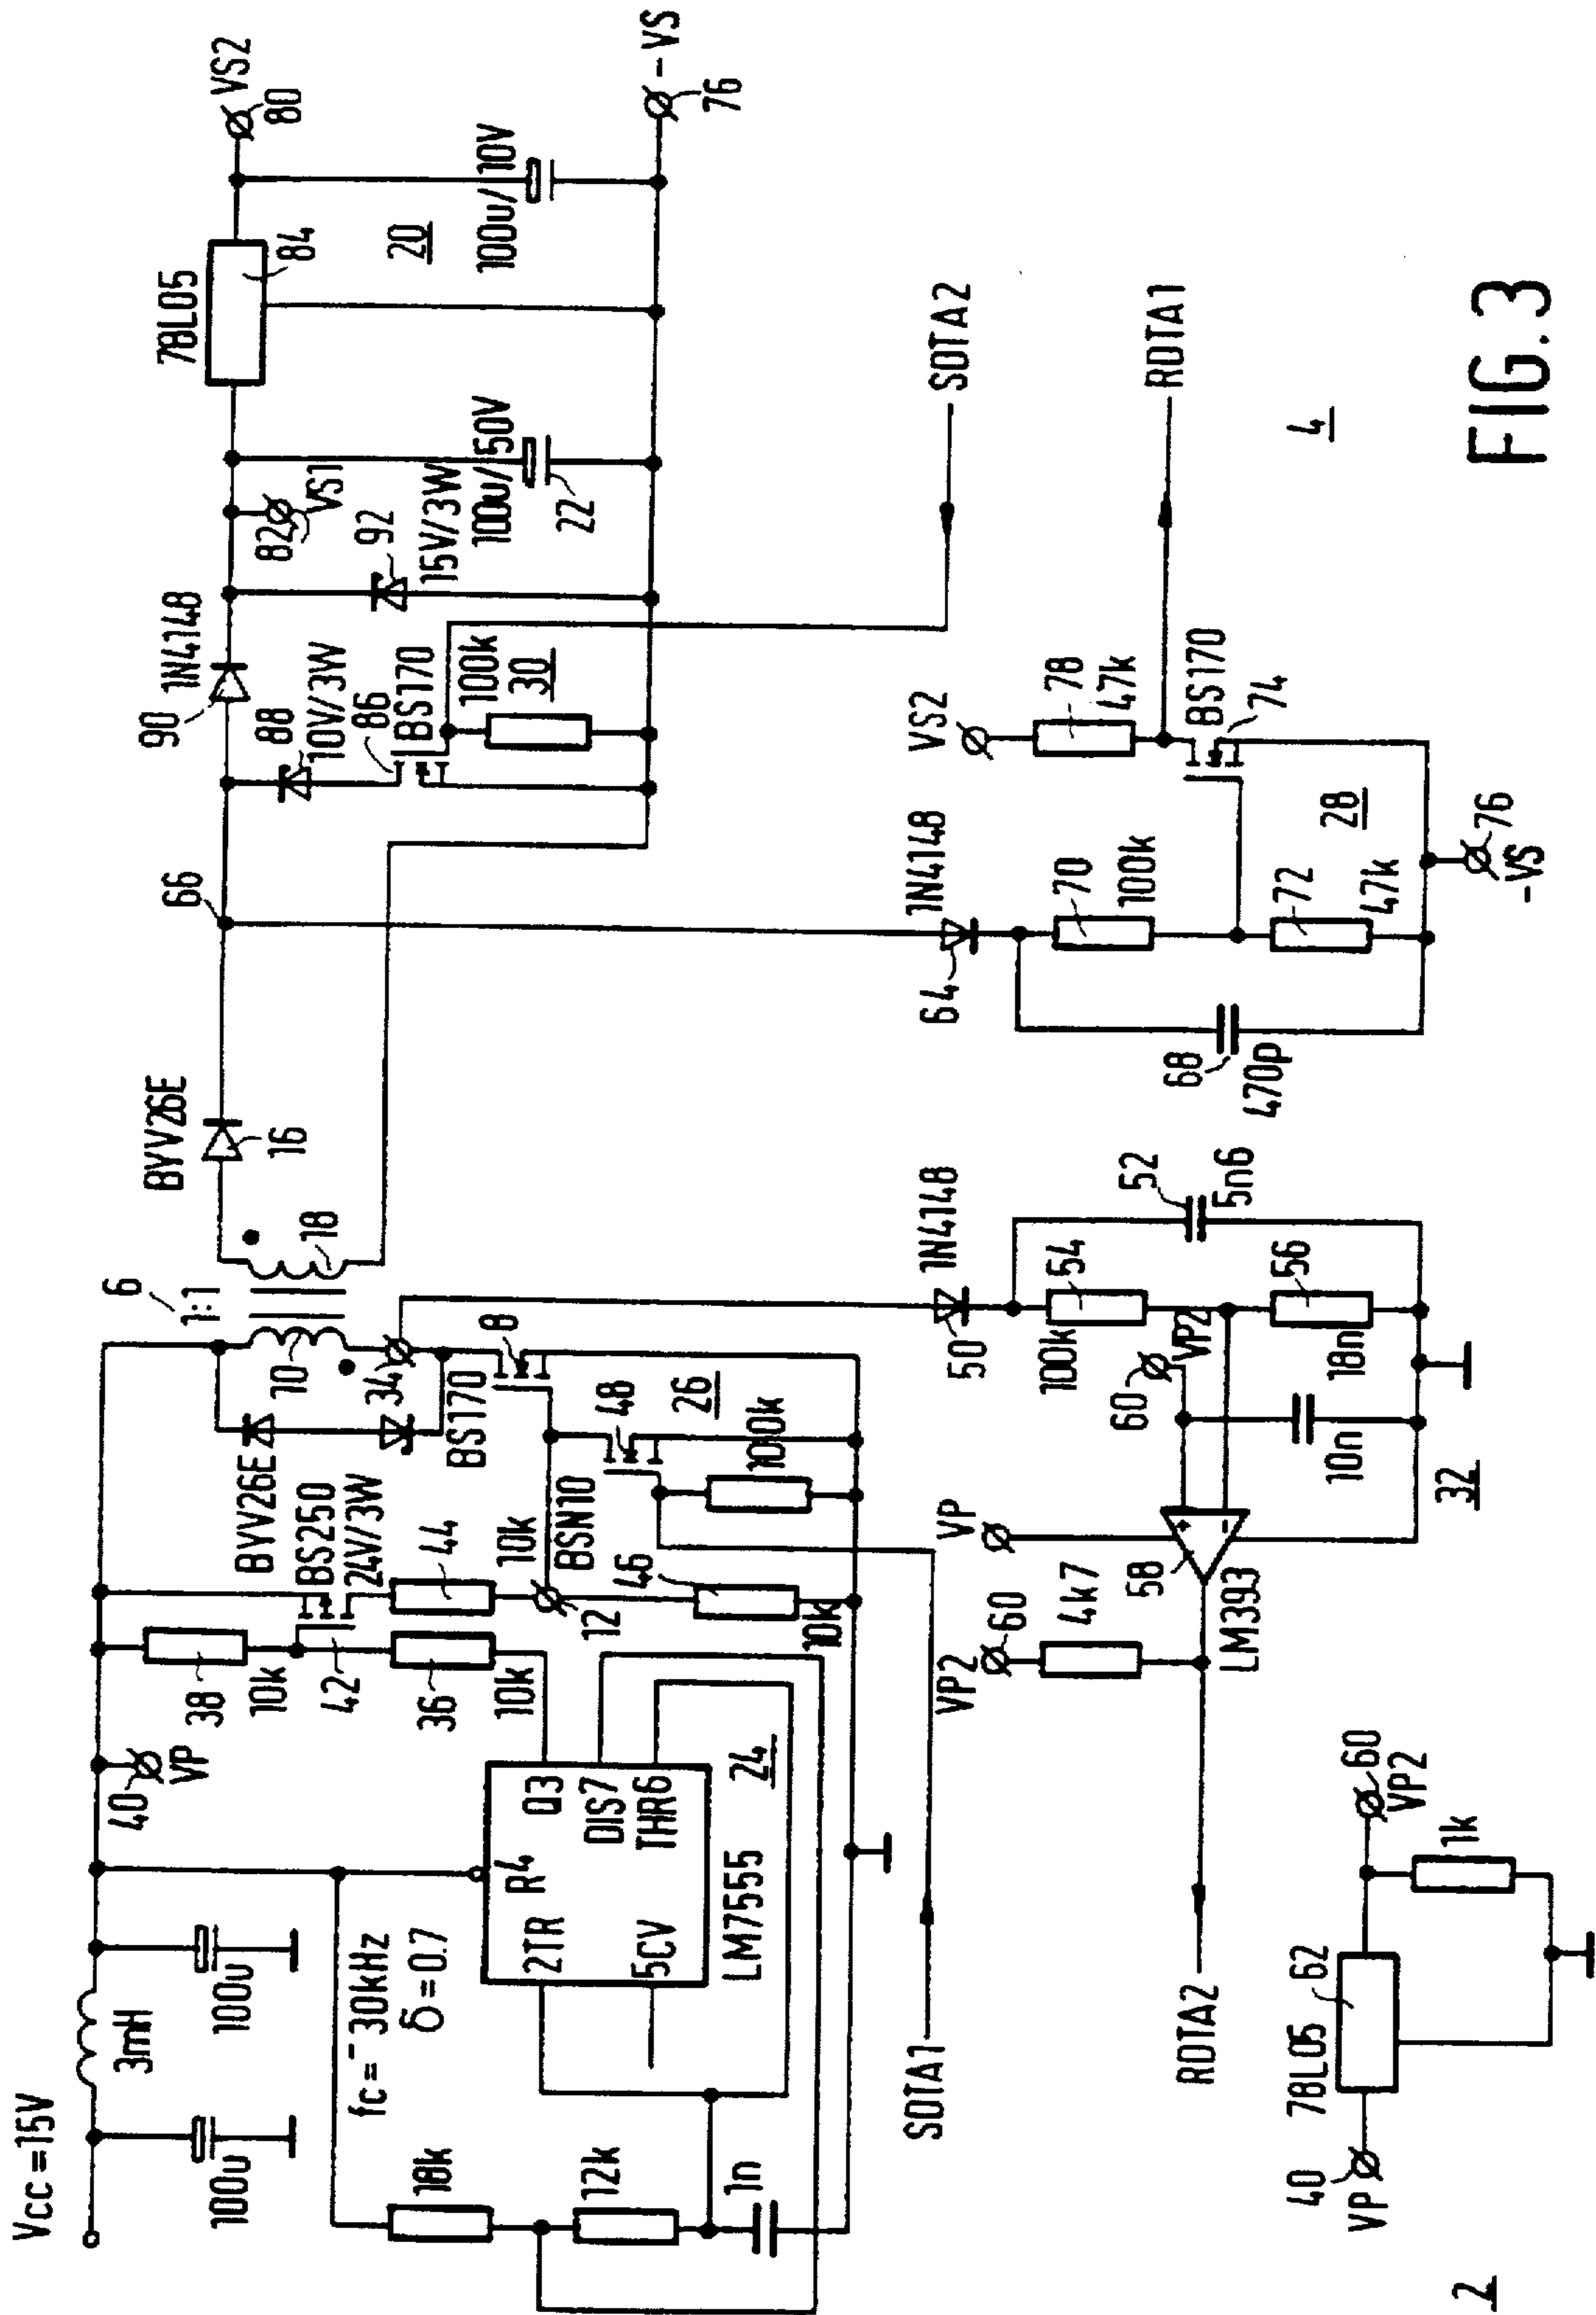 Vcc = 15V
100u
3mH
100u
40
VP
38
10k
42
36
10k
BYV26E
BS250
24V/3W
44
10k
12
46
10k
6
1:1
10
18
34
BS170
8
BSN10
48
26
100k
fc = ~30kHz
δ = 0.7
18k
12k
1n
R4
2TR
5CV
Q3
DIS7
THR6
LM7555
24
SDTA1
BYV26E
16
66
90
1N4148
88
10V/3W
86
BS170
100k
30
82
VS1
92
15V/3W
100u/50V
22
78L05
84
20
100u/10V
VS2
80
-VS
76
SDTA2
RDTA2
VP2
60
4k7
VP
58
LM393
60
VP2
10n
32
50
1N4148
100k
54
56
18n
52
5n6
64
1N4148
68
470p
70
100k
72
47k
28
VS2
78
47k
BS170
74
76
-VS
RDTA1
40
VP
78L05
62
60
VP2
1k
2
4
FIG. 3